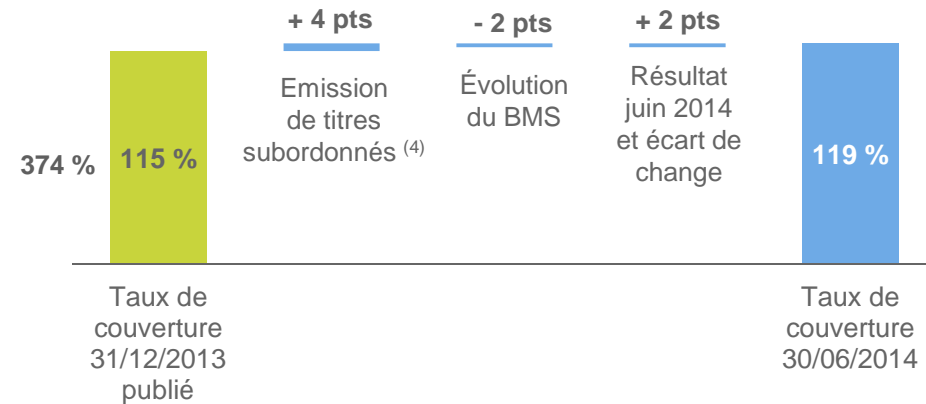 + 4 pts
- 2 pts
+ 2 pts
Emission
de titres
subordonnés (4)
Évolution
du BMS
Résultat
juin 2014
et écart de
change
374 %
115 %
119 %
Taux de
couverture
31/12/2013
publié
Taux de
couverture
30/06/2014